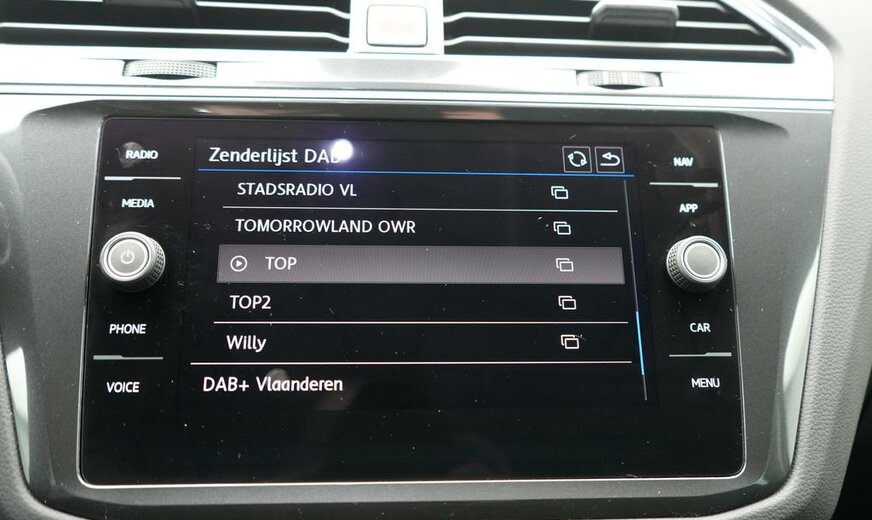 RADIO
MEDIA
PHONE
VOICE
Zenderlijst DAB
STADSRADIO VL
TOMORROWLAND OWR
TOP
TOP2
Willy
DAB+ Vlaanderen
NAV
APP
CAR
MENU